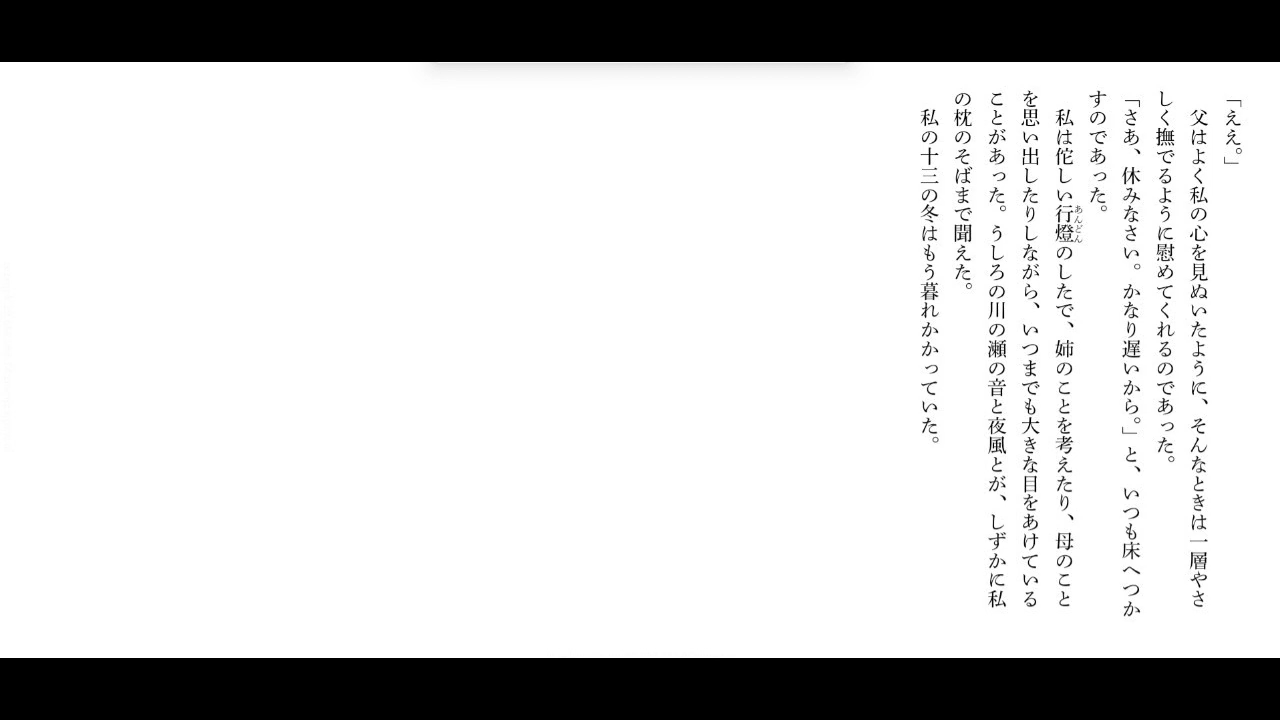 「ええ。」
　父はよく私の心を見ぬいたように、そんなときは一層やさ
しく撫でるように慰めてくれるのであった。
「さあ、休みなさい。かなり遅いから。」と、いつも床へつか
すのであった。
　私は侘しい行燈のしたで、姉のことを考えたり、母のこと
あんどん
を思い出したりしながら、いつまでも大きな目をあけている
ことがあった。うしろの川の瀬の音と夜風とが、しずかに私
の枕のそばまで聞えた。
　私の十三の冬はもう暮れかかっていた。